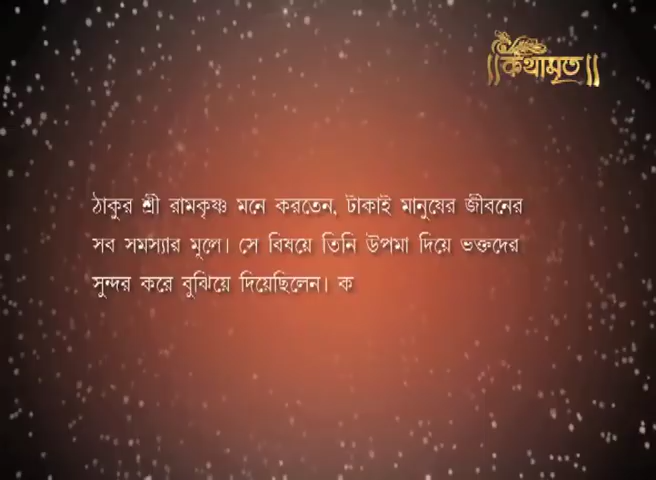 ॥কথামৃত॥
ঠাকুর শ্রী রামকৃষ্ণ মনে করতেন, টাকাই মানুষের জীবনের
সব সমস্যার মূলে। সে বিষয়ে তিনি উপমা দিয়ে ভক্তদের
সুন্দর করে বুঝিয়ে দিয়েছিলেন। ক